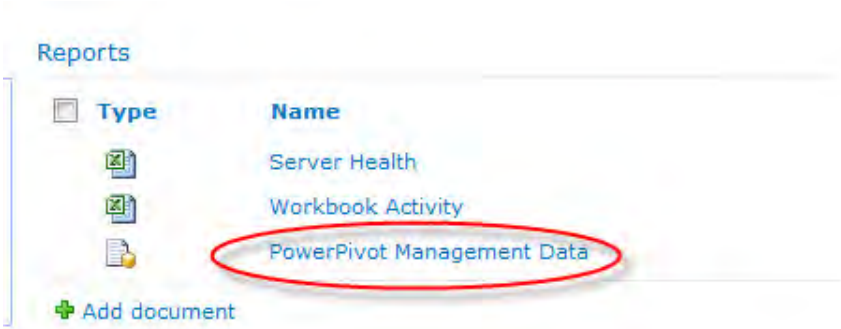 Reports
Type Name
Server Health
Workbook Activity
PowerPivot Management Data
Add document